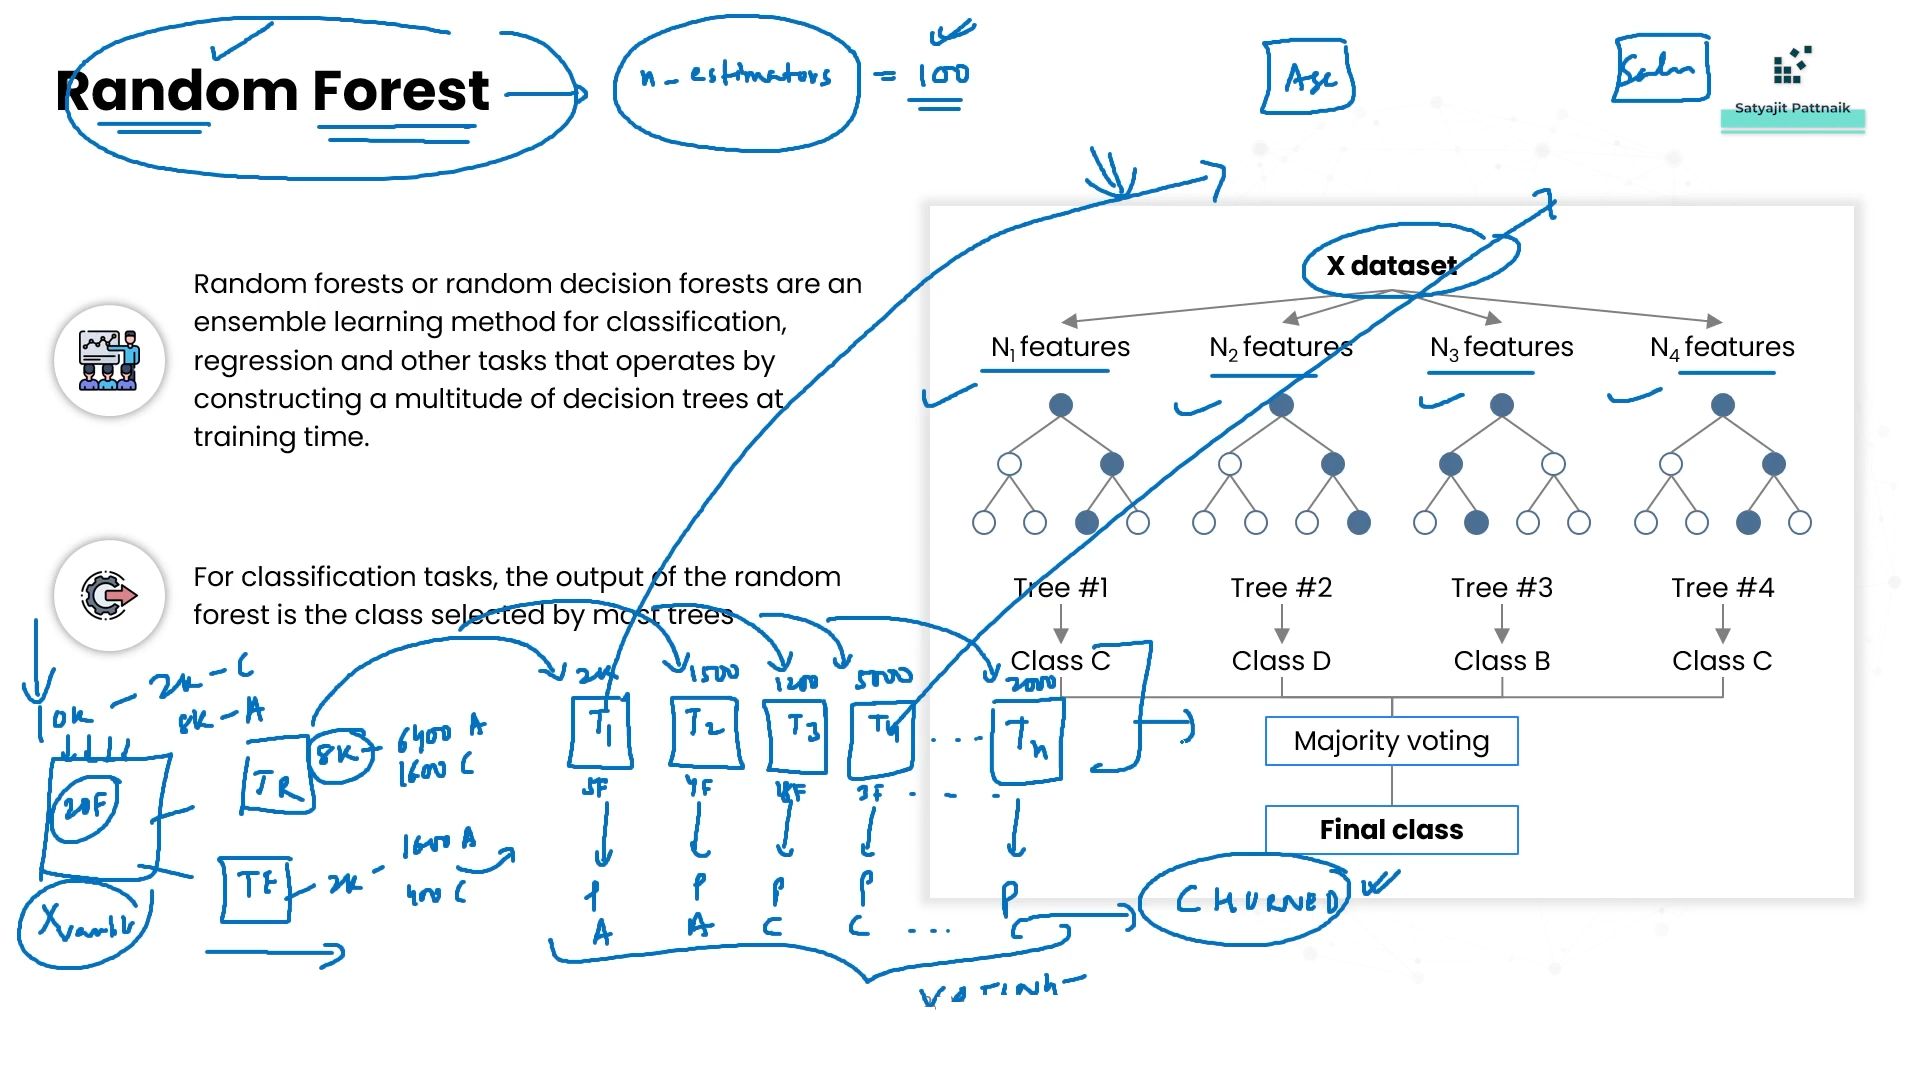 Random Forest
n_estimators = 100
Age
Satyajit Pattnaik
Random forests or random decision forests are an
ensemble learning method for classification,
regression and other tasks that operates by
constructing a multitude of decision trees at
training time.
For classification tasks, the output of the random
forest is the class selected by most trees
X dataset
N1 features N2 features N3 features N4 features
Tree #1 Tree #2 Tree #3 Tree #4
Class C Class D Class B Class C
Majority voting
Final class
10K - 2K - C
8K - A
20F
TR 8K - 6400 A
1600 C
TE - 2K - 1600 A
400 C
2K 1500 1200 5000 2000
T1 T2 T3 T4 ... Tn
5F 4F 3F
P P P P P
A A C C ... C
CHURNED